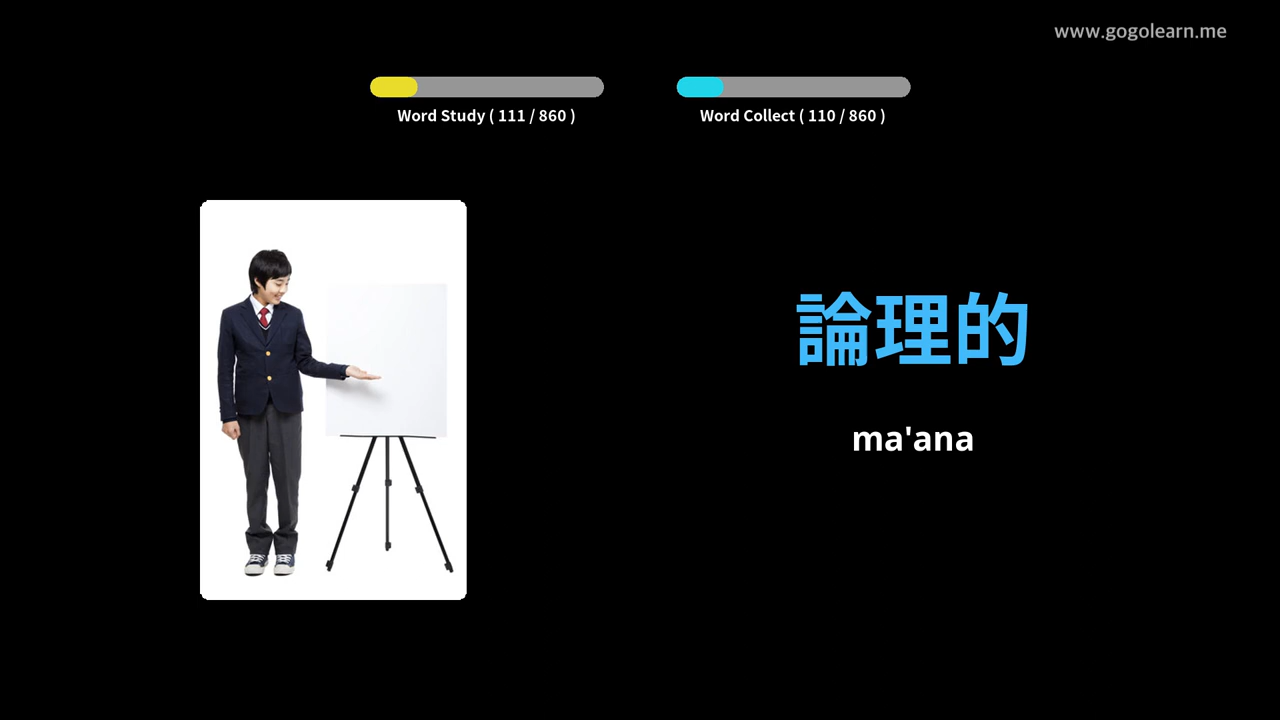 www.gogolearn.me
Word Study ( 111 / 860 )
Word Collect ( 110 / 860 )
論理的
ma'ana